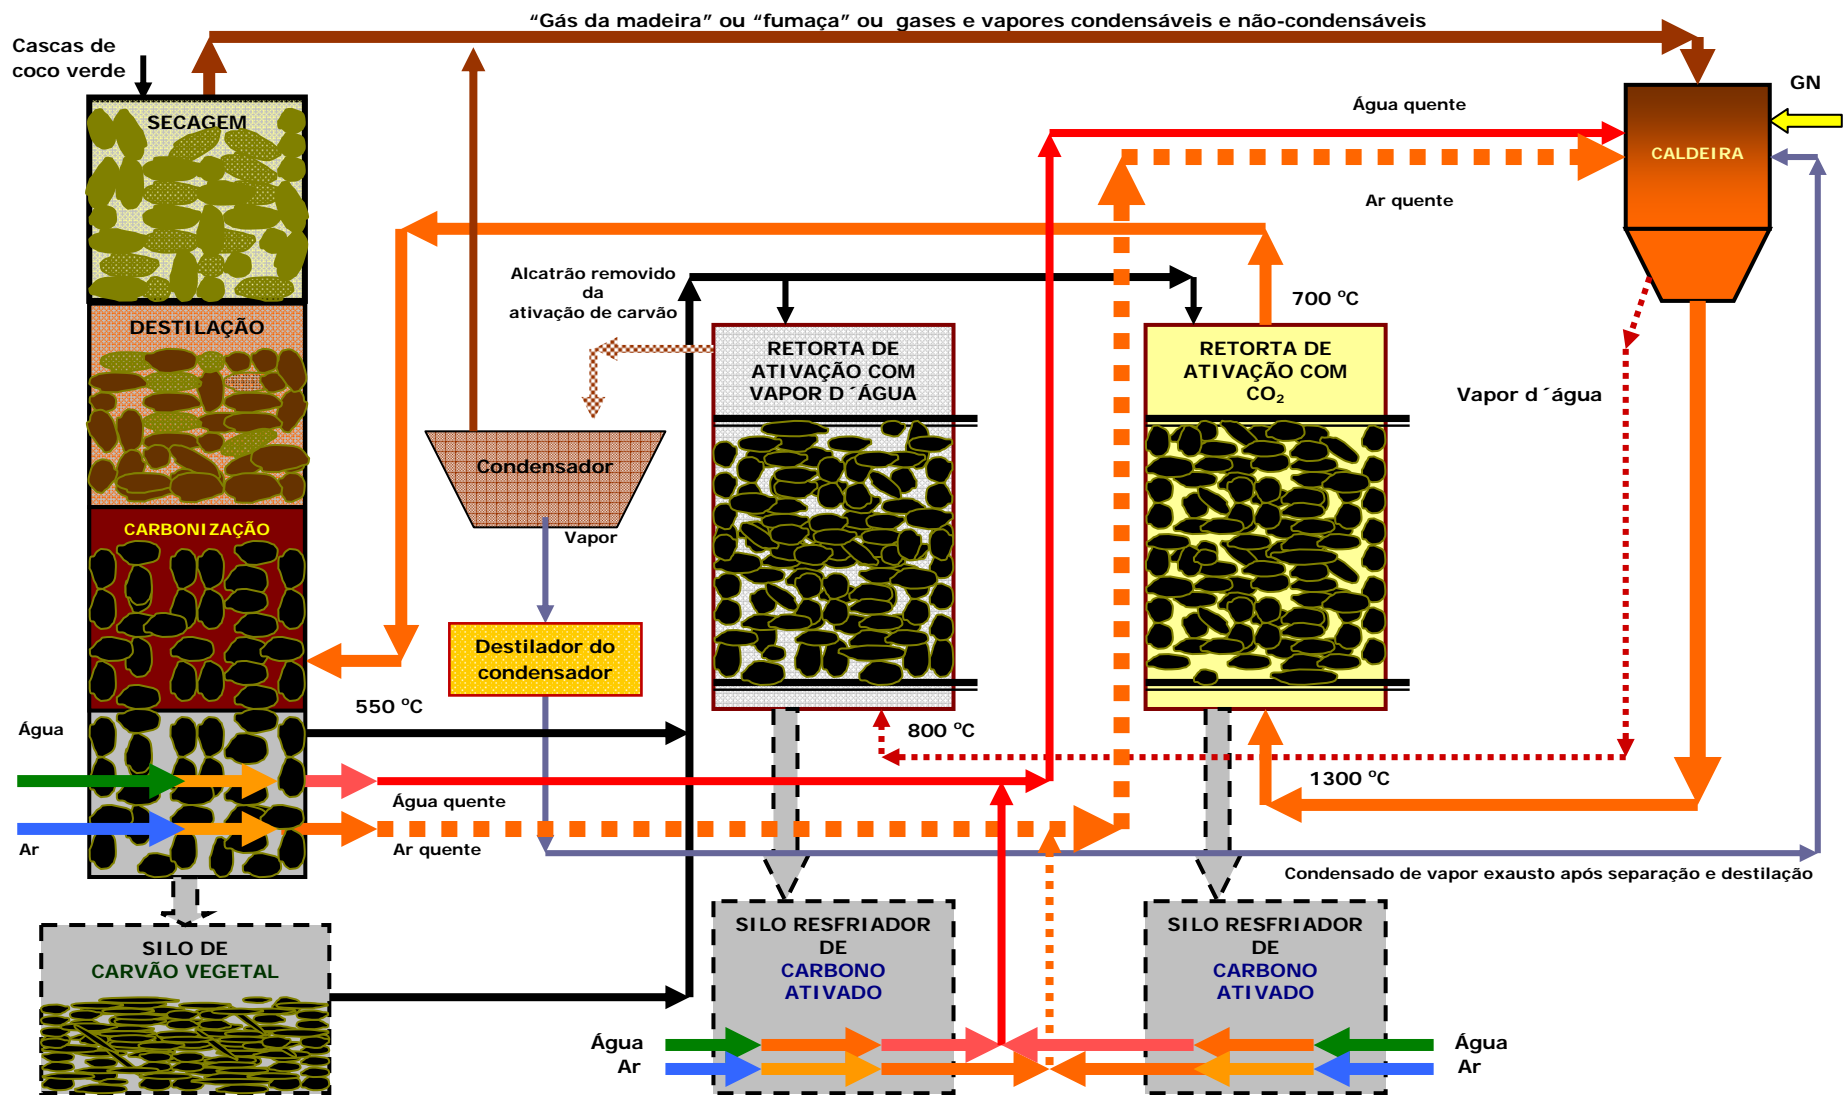 “Gás da madeira” ou “fumaça” ou  gases e vapores condensáveis e não-condensáveis
Cascas de
coco verde
SECAGEM
GN
Água quente
CALDEIRA
Ar quente
Alcatrão removido
da
ativação de carvão
700 °C
DESTILAÇÃO
RETORTA DE
ATIVAÇÃO COM
VAPOR D ´ÁGUA
RETORTA DE
ATIVAÇÃO COM
CO₂
Vapor d ´água
Condensador
CARBONIZAÇÃO
Vapor
Destilador do
condensador
550 °C
Água
800 °C
1300 °C
Água quente
Ar
Ar quente
Condensado de vapor exausto após separação e destilação
SILO DE
CARVÃO VEGETAL
SILO RESFRIADOR
DE
CARBONO
ATIVADO
SILO RESFRIADOR
DE
CARBONO
ATIVADO
Água
Ar
Água
Ar